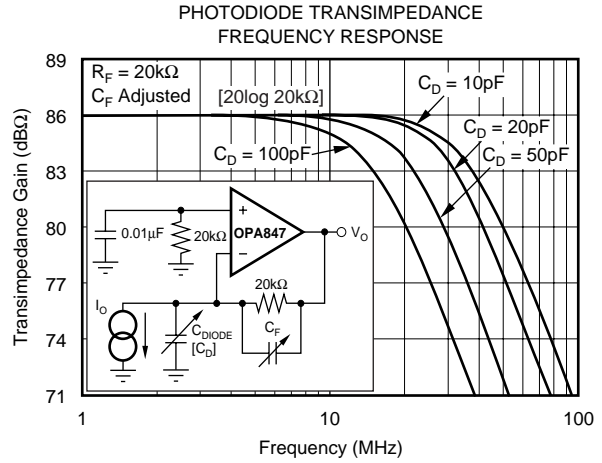 PHOTODIODE TRANSIMPEDANCE
FREQUENCY RESPONSE
89
86
83
80
77
74
71
Transimpedance Gain (dBΩ)
R_F = 20kΩ
C_F Adjusted
[20log 20kΩ]
C_D = 10pF
C_D = 20pF
C_D = 50pF
C_D = 100pF
0.01µF
20kΩ
+
OPA847
−
V_O
20kΩ
I_O
C_DIODE
[C_D]
C_F
1
10
100
Frequency (MHz)